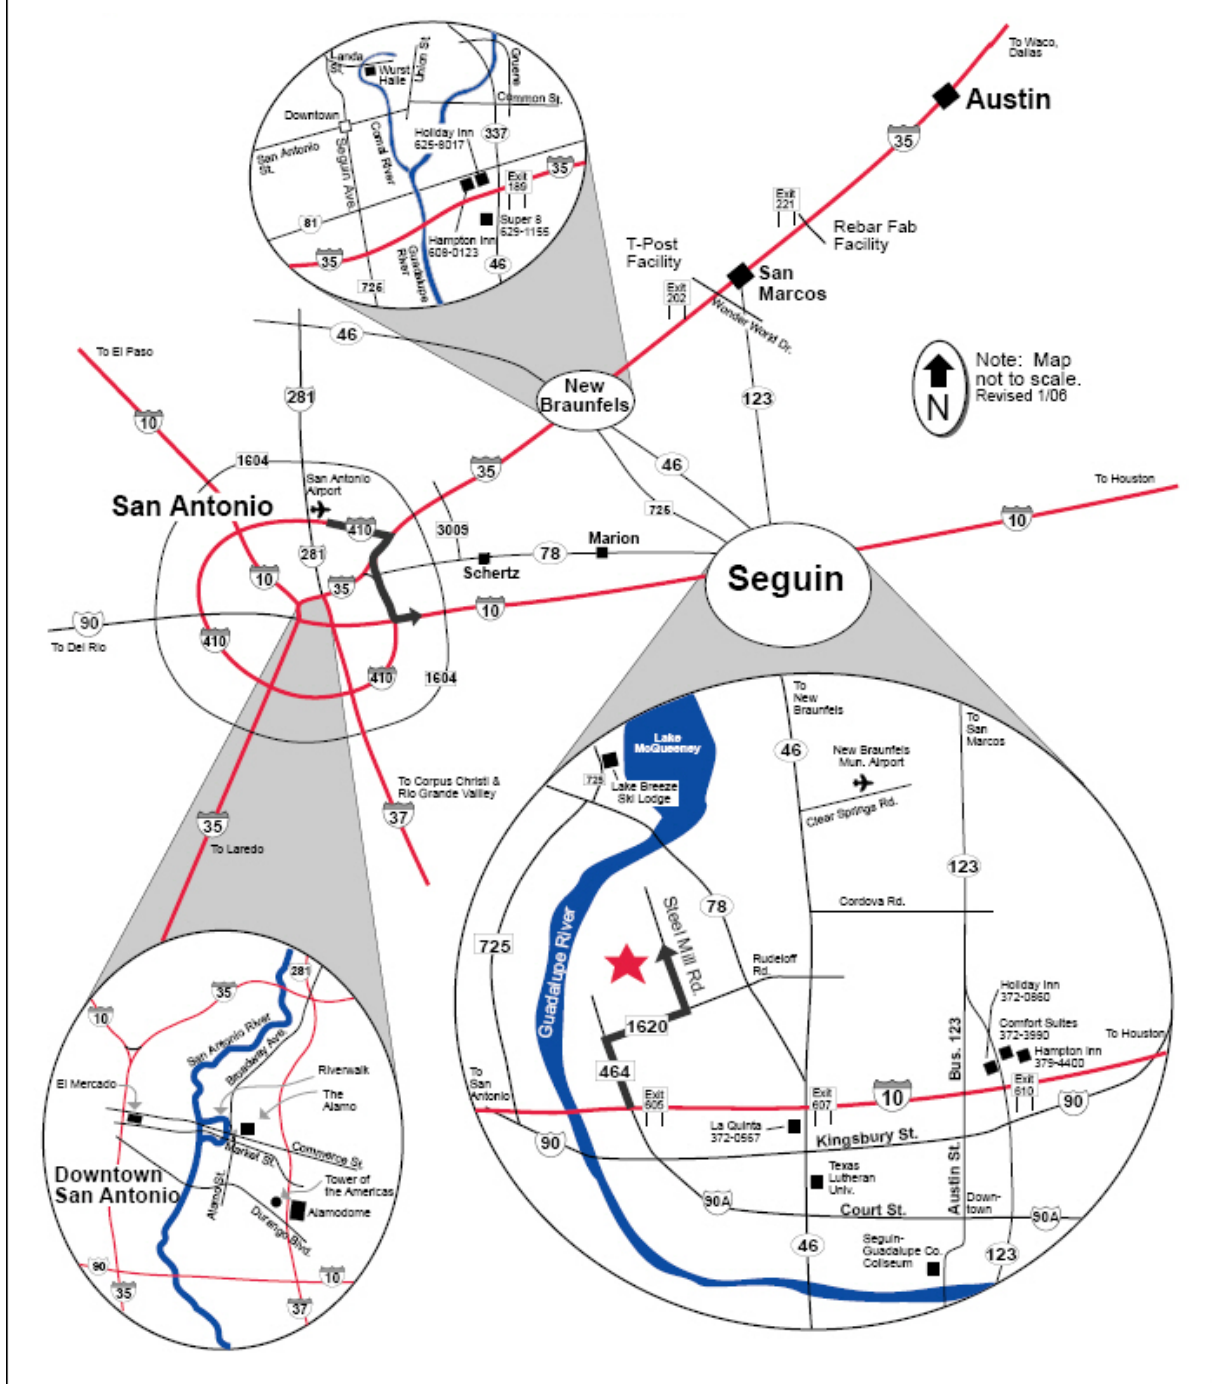 Landa
St.
Wurst
Halle
Union St.
Gruene
Common St.
Downtown
San Antonio
St.
Seguin Ave.
Comal River
Holiday Inn
625-8017
337
35
Exit
189
81
Super 8
629-1155
Hampton Inn
608-0123
35
Guadalupe
River
46
725
To Waco,
Dallas
Austin
35
Exit
221
Rebar Fab
Facility
T-Post
Facility
San
Marcos
Exit
202
Wonder World Dr.
123
Note: Map
not to scale.
Revised 1/06
N
To El Paso
46
281
10
New
Braunfels
1604
San Antonio
Airport
San Antonio
35
46
725
To Houston
10
410
3009
281
78
Marion
Schertz
Seguin
10
35
10
90
To Del Rio
410
410
1604
To Corpus Christi &
Rio Grande Valley
37
35
To Laredo
Lake
McQueeney
725
Lake Breeze
Ski Lodge
To
New
Braunfels
46
New Braunfels
Mun. Airport
Clear Springs Rd.
To
San
Marcos
123
Cordova Rd.
78
Steel Mill Rd.
725
Guadalupe River
Rudeloff
Rd.
1620
464
Holiday Inn
372-0860
Comfort Suites
372-3990
Hampton Inn
379-4400
To Houston
Bus. 123
To
San
Antonio
Exit
605
Exit
607
10
Exit
610
90
90
La Quinta
372-0567
Kingsbury St.
Texas
Lutheran
Univ.
90A
Court St.
Austin St.
Down-
town
90A
46
Seguin-
Guadalupe Co.
Coliseum
123
281
35
10
San Antonio River
Broadway Ave.
El Mercado
Riverwalk
The
Alamo
Market St.
Commerce St.
Downtown
San Antonio
Alamo St.
Tower of
the Americas
Alamodome
Durango Blvd.
90
35
10
37